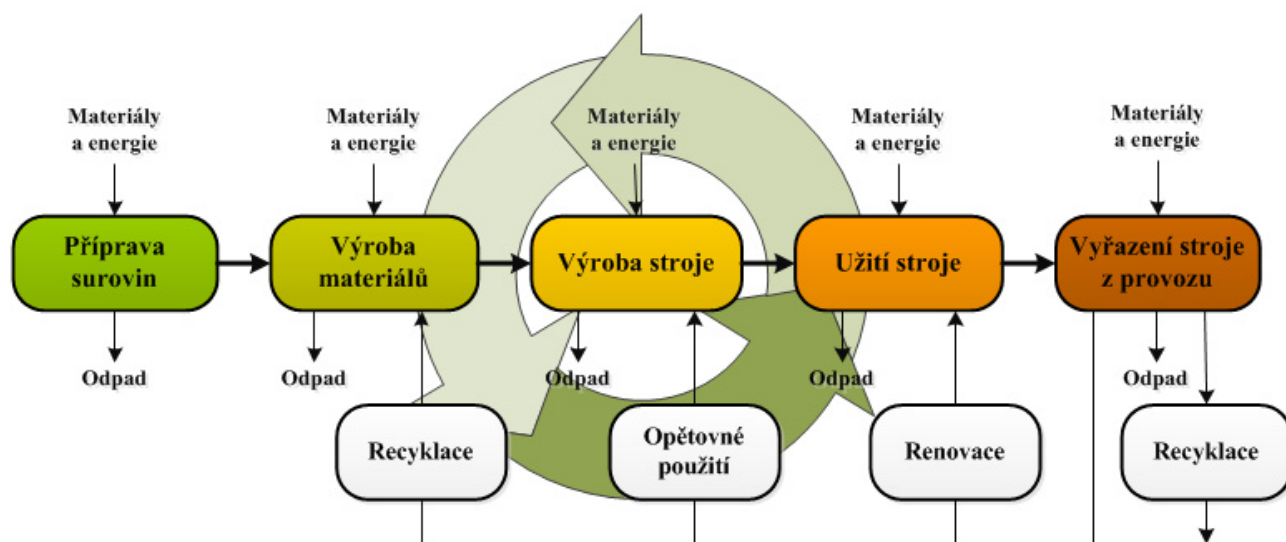 Materiály
a energie
Materiály
a energie
Materiály
a energie
Materiály
a energie
Materiály
a energie
Příprava
surovin
Výroba
materiálů
Výroba stroje
Užití stroje
Vyřazení stroje
z provozu
Odpad
Odpad
Odpad
Odpad
Odpad
Recyklace
Opětovné
použití
Renovace
Recyklace